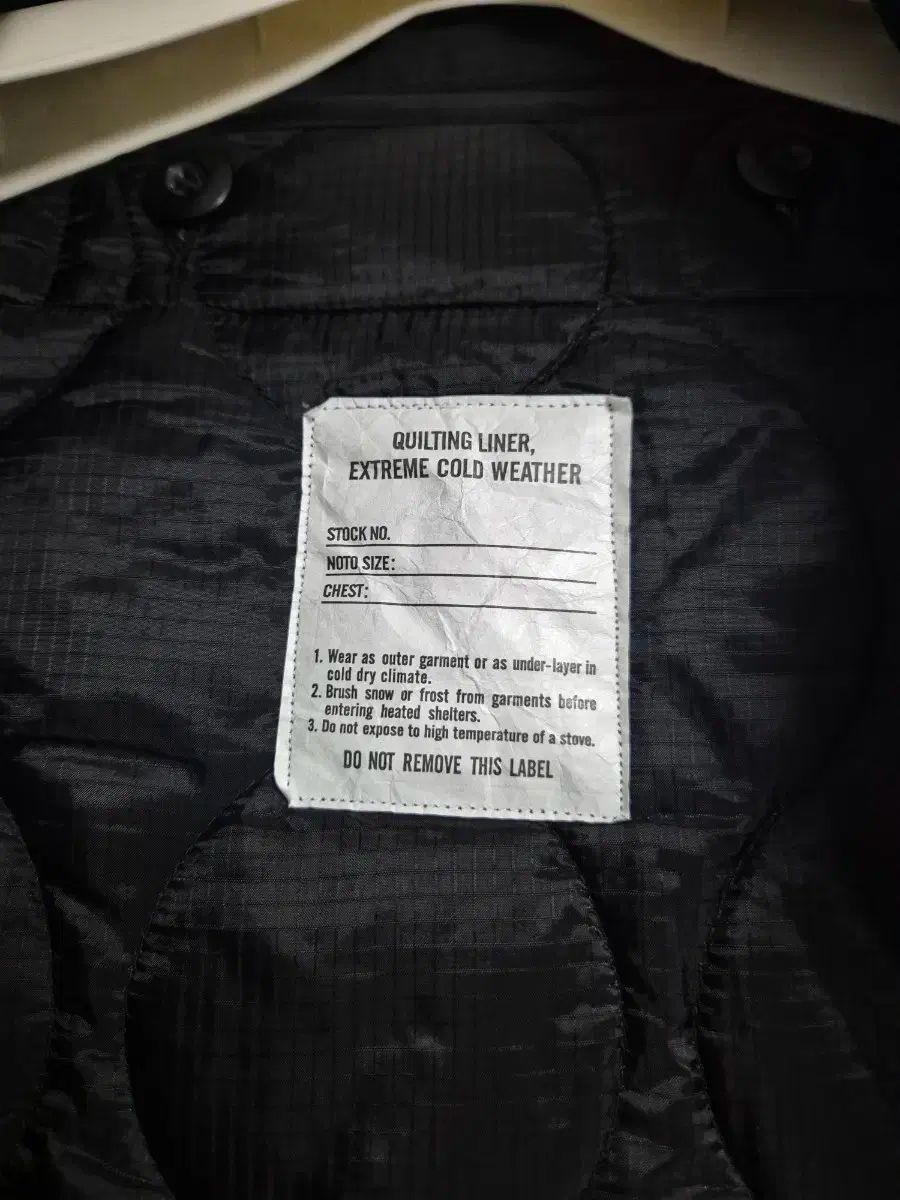 QUILTING LINER,
EXTREME COLD WEATHER
STOCK NO.
NOTO SIZE:
CHEST:
1. Wear as outer garment or as under-layer in
cold dry climate.
2. Brush snow or frost from garments before
entering heated shelters.
3. Do not expose to high temperature of a stove.
DO NOT REMOVE THIS LABEL